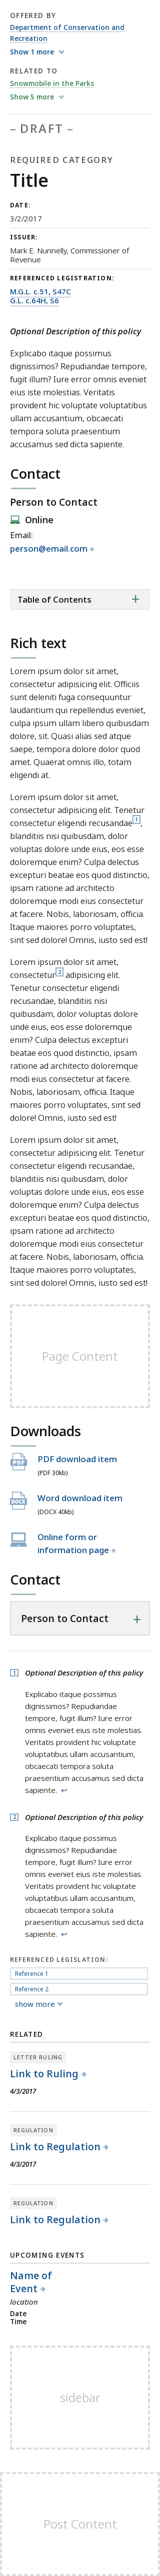 OFFERED BY
Department of Conservation and
Recreation
Show 1 more
RELATED TO
Snowmobile in the Parks
Show 5 more
– DRAFT –
REQUIRED CATEGORY
Title
DATE:
3/2/2017
ISSUER:
Mark E. Nunnelly, Commissioner of
Revenue
REFERENCED LEGISTRATION:
M.G.L. c.51, S47C
G.L. c.64H, S6
Optional Description of this policy
Explicabo itaque possimus
dignissimos? Repudiandae tempore,
fugit illum? Iure error omnis eveniet
eius iste molestias. Veritatis
provident hic voluptate voluptatibus
ullam accusantium, obcaecati
tempora soluta praesentium
accusamus sed dicta sapiente.
Contact
Person to Contact
Online
Email:
person@email.com
Table of Contents +
Rich text
Lorem ipsum dolor sit amet,
consectetur adipisicing elit. Officiis
sunt deleniti fuga consequuntur
laudantium aut repellendus eveniet,
culpa ipsum ullam libero quibusdam
dolore, sit. Quasi alias sed atque
saepe, tempora dolore dolor quod
amet. Quaerat omnis illo, totam
eligendi at.
Lorem ipsum dolor sit amet,
consectetur adipisicing elit. Tenetur
consectetur eligendi recusandae 1,
blanditiis nisi quibusdam, sunt
voluptate dolore unde eius, eos esse
doloremque enim? Culpa delectus
excepturi beatae eos quod distinctio,
ipsam ratione ad architecto
doloremque modi eius consectetur
at facere. Nobis, laboriosam, officia.
Itaque maiores porro voluptates,
sint sed dolore! Omnis, iusto sed est!
Lorem ipsum dolor sit amet,
consectetur 2 adipisicing elit.
Tenetur consectetur eligendi
recusandae, blanditiis nisi
quibusdam, sunt voluptate dolore
unde eius, eos esse doloremque
enim? Culpa delectus excepturi
beatae eos quod distinctio, ipsam
ratione ad architecto doloremque
modi eius consectetur at facere.
Nobis, laboriosam, officia. Itaque
maiores porro voluptates, sint sed
dolore! Omnis, iusto sed est!
Lorem ipsum dolor sit amet,
consectetur adipisicing elit. Tenetur
consectetur eligendi recusandae,
blanditiis nisi quibusdam, sunt
voluptate dolore unde eius, eos esse
doloremque enim? Culpa delectus
excepturi beatae eos quod distinctio,
ipsam ratione ad architecto
doloremque modi eius consectetur
at facere. Nobis, laboriosam, officia.
Itaque maiores porro voluptates,
sint sed dolore! Omnis, iusto sed est!
Page Content
Downloads
PDF PDF download item
(PDF 30kb)
DOCX Word download item
(DOCX 40kb)
Online form or
information page
Contact
Person to Contact +
1 Optional Description of this policy
Explicabo itaque possimus
dignissimos? Repudiandae
tempore, fugit illum? Iure error
omnis eveniet eius iste molestias.
Veritatis provident hic voluptate
voluptatibus ullam accusantium,
obcaecati tempora soluta
praesentium accusamus sed dicta
sapiente. ↩
2 Optional Description of this policy
Explicabo itaque possimus
dignissimos? Repudiandae
tempore, fugit illum? Iure error
omnis eveniet eius iste molestias.
Veritatis provident hic voluptate
voluptatibus ullam accusantium,
obcaecati tempora soluta
praesentium accusamus sed dicta
sapiente. ↩
REFERENCED LEGISLATION:
Reference 1
Reference 2
show more
RELATED
LETTER RULING
Link to Ruling
4/3/2017
REGULATION
Link to Regulation
4/3/2017
REGULATION
Link to Regulation
UPCOMING EVENTS
Name of
Event
location
Date
Time
sidebar
Post Content